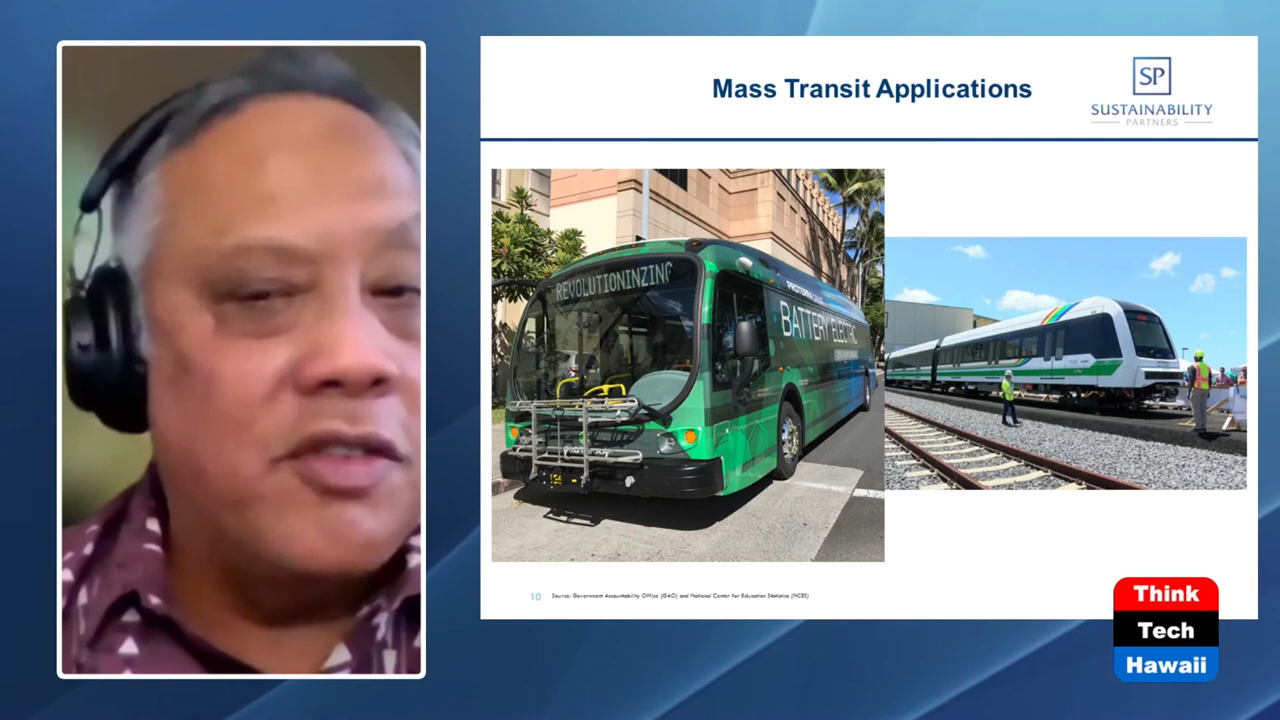 Mass Transit Applications
SP
SUSTAINABILITY
PARTNERS
REVOLUTIONINZING
PROTERRA
BATTERY ELECTRIC
10
Source: Government Accountability Office (GAO) and National Center for Education Statistics (NCES)
Think
Tech
Hawaii